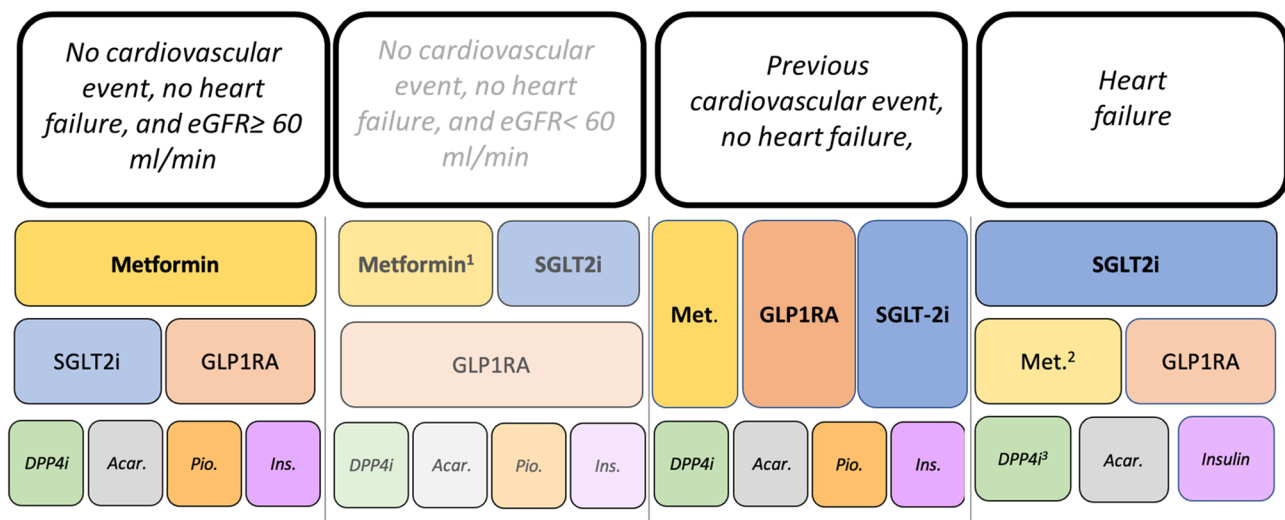 No cardiovascular
event, no heart
failure, and eGFR≥ 60
ml/min
No cardiovascular
event, no heart
failure, and eGFR< 60
ml/min
Previous
cardiovascular event,
no heart failure,
Heart
failure
Metformin
SGLT2i
GLP1RA
DPP4i
Acar.
Pio.
Ins.
Metformin¹
SGLT2i
GLP1RA
DPP4i
Acar.
Pio.
Ins.
Met.
GLP1RA
SGLT-2i
DPP4i
Acar.
Pio.
Ins.
SGLT2i
Met.²
GLP1RA
DPP4i³
Acar.
Insulin